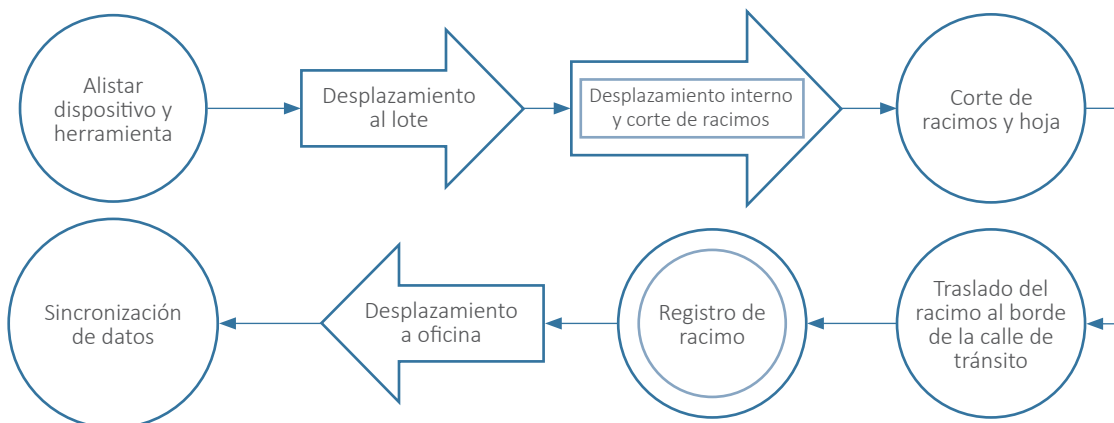 Alistar
dispositivo y
herramienta
Desplazamiento
al lote
Desplazamiento interno
y corte de racimos
Corte de
racimos y hoja
Traslado del
racimo al borde
de la calle de
tránsito
Registro de
racimo
Desplazamiento
a oficina
Sincronización
de datos